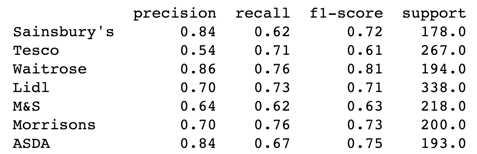 precision recall f1-score support
Sainsbury's 0.84 0.62 0.72 178.0
Tesco 0.54 0.71 0.61 267.0
Waitrose 0.86 0.76 0.81 194.0
Lidl 0.70 0.73 0.71 338.0
M&S 0.64 0.62 0.63 218.0
Morrisons 0.70 0.76 0.73 200.0
ASDA 0.84 0.67 0.75 193.0